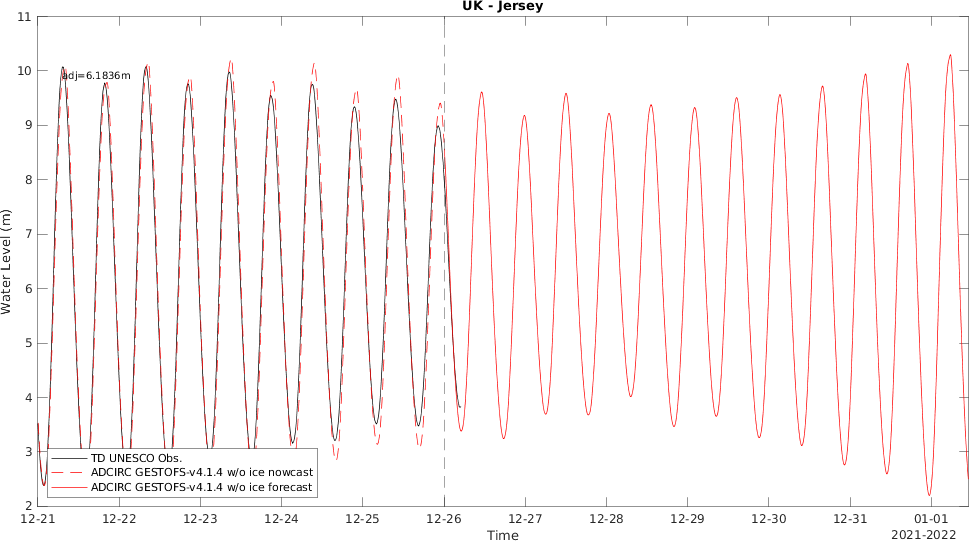 UK - Jersey
11
10
9
8
7
6
5
4
3
2
Water Level (m)
adj=6.1836m
TD UNESCO Obs.
ADCIRC GESTOFS-v4.1.4 w/o ice nowcast
ADCIRC GESTOFS-v4.1.4 w/o ice forecast
12-21 12-22 12-23 12-24 12-25 12-26 12-27 12-28 12-29 12-30 12-31 01-01
Time
2021-2022